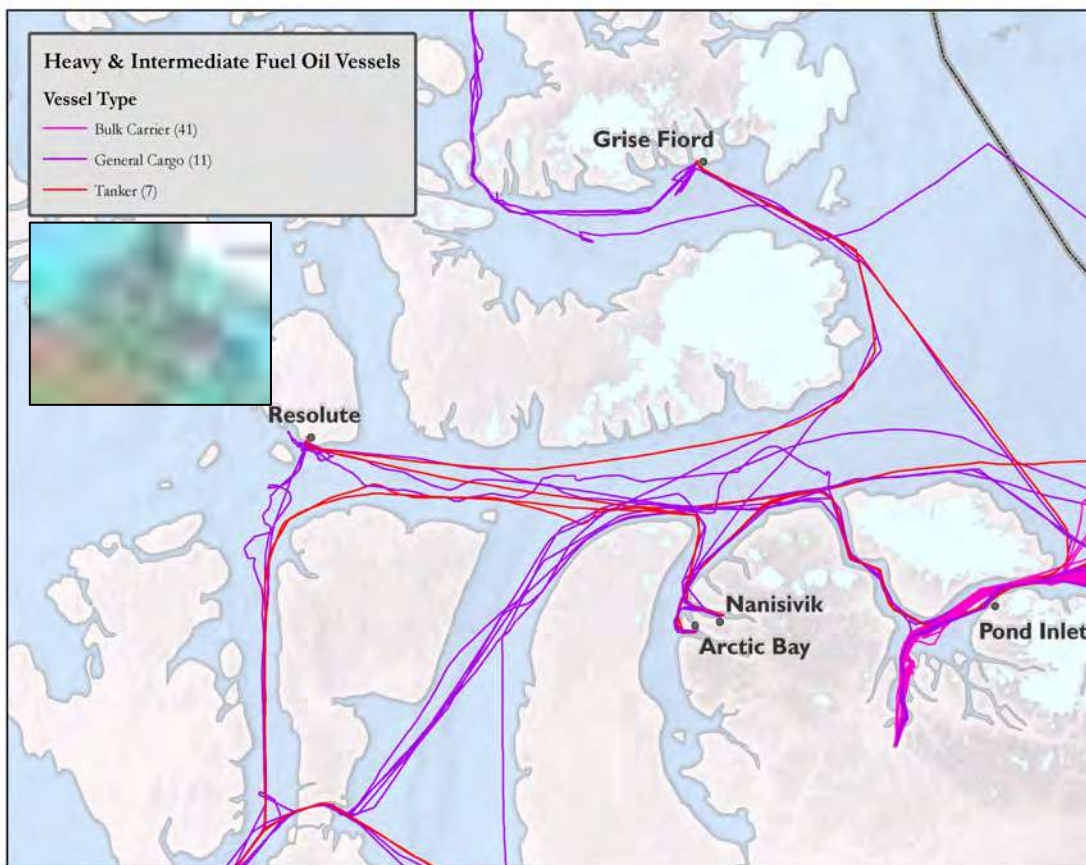 Heavy & Intermediate Fuel Oil Vessels
Vessel Type
Bulk Carrier (41)
General Cargo (11)
Tanker (7)
Grise Fiord
Resolute
Nanisivik
Arctic Bay
Pond Inlet